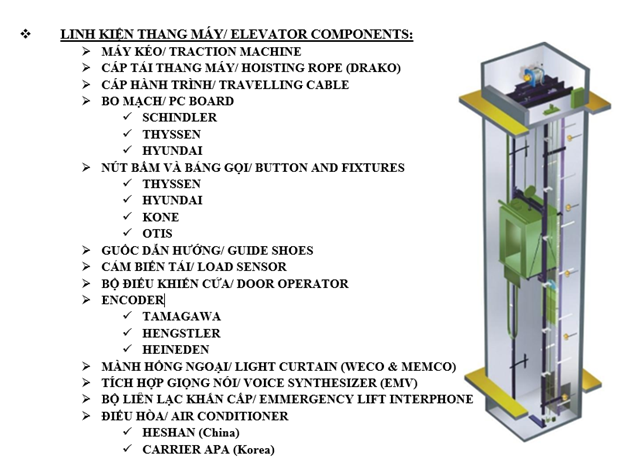 ❖ LINH KIỆN THANG MÁY/ ELEVATOR COMPONENTS:
➢ MÁY KÉO/ TRACTION MACHINE
➢ CÁP TẢI THANG MÁY/ HOISTING ROPE (DRAKO)
➢ CÁP HÀNH TRÌNH/ TRAVELLING CABLE
➢ BO MẠCH/ PC BOARD
✓ SCHINDLER
✓ THYSSEN
✓ HYUNDAI
➢ NÚT BẤM VÀ BẢNG GỌI/ BUTTON AND FIXTURES
✓ THYSSEN
✓ HYUNDAI
✓ KONE
✓ OTIS
➢ GUỐC DẪN HƯỚNG/ GUIDE SHOES
➢ CẢM BIẾN TẢI/ LOAD SENSOR
➢ BỘ ĐIỀU KHIỂN CỬA/ DOOR OPERATOR
➢ ENCODER
✓ TAMAGAWA
✓ HENGSTLER
✓ HEINEDEN
➢ MÀNH HỒNG NGOẠI/ LIGHT CURTAIN (WECO & MEMCO)
➢ TÍCH HỢP GIỌNG NÓI/ VOICE SYNTHESIZER (EMV)
➢ BỘ LIÊN LẠC KHẨN CẤP/ EMMERGENCY LIFT INTERPHONE
➢ ĐIỀU HÒA/ AIR CONDITIONER
✓ HESHAN (China)
✓ CARRIER APA (Korea)